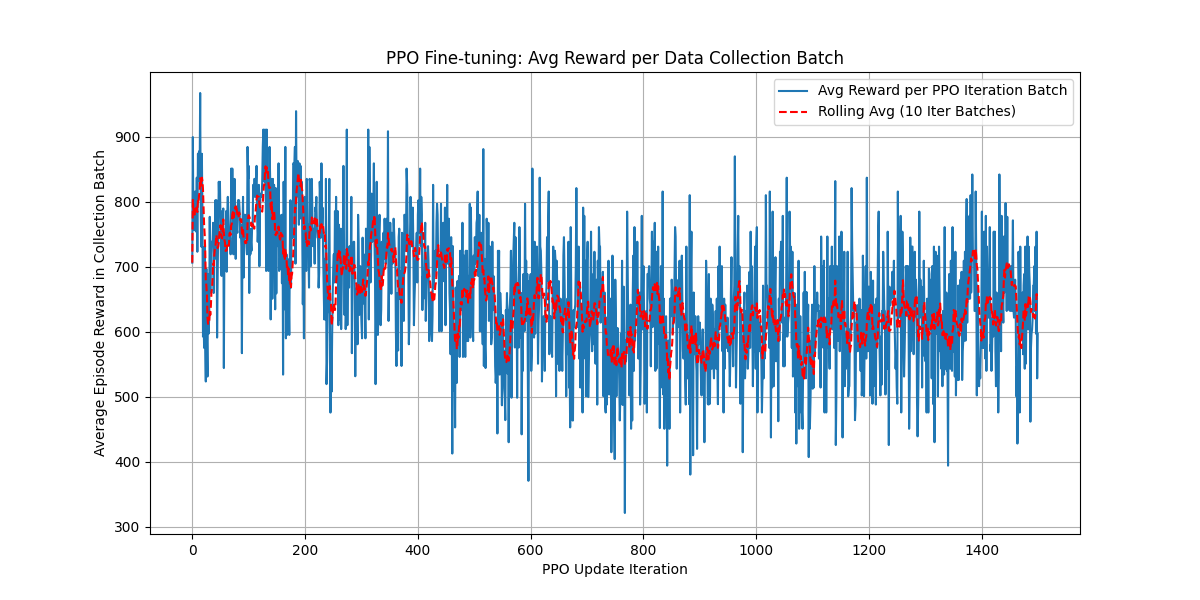 PPO Fine-tuning: Avg Reward per Data Collection Batch
Avg Reward per PPO Iteration Batch
Rolling Avg (10 Iter Batches)
Average Episode Reward in Collection Batch
900
800
700
600
500
400
300
0 200 400 600 800 1000 1200 1400
PPO Update Iteration